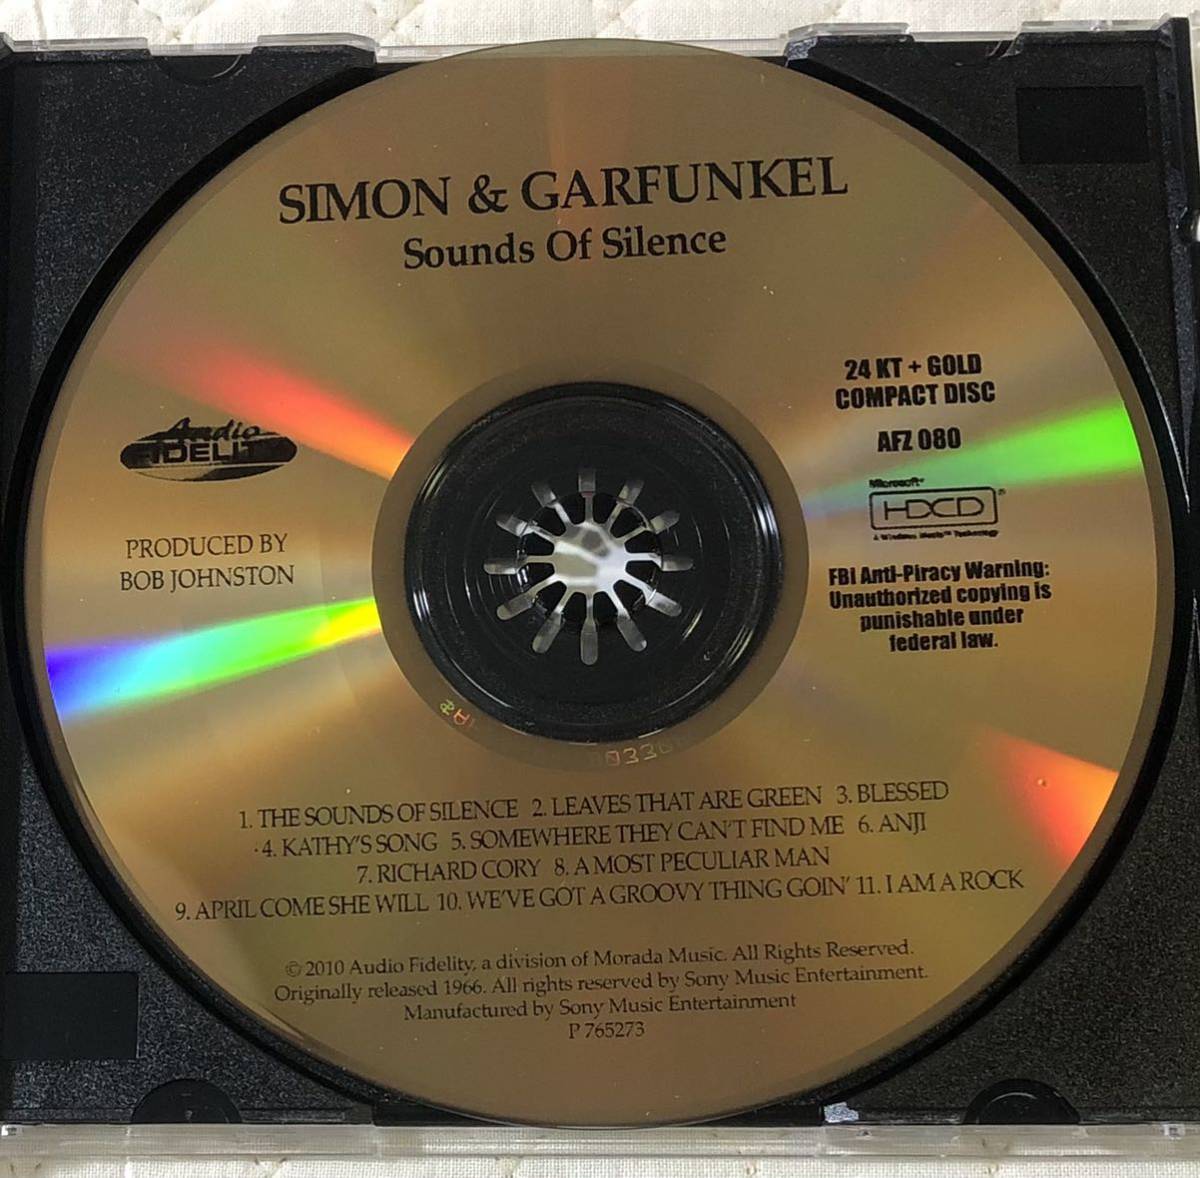 SIMON & GARFUNKEL
Sounds Of Silence
24 KT + GOLD
COMPACT DISC
AFZ 080
Microsoft®
HDCD®
A Windows Media™ Technology
FBI Anti-Piracy Warning:
Unauthorized copying is
punishable under
federal law.
Audio
FIDELITY
PRODUCED BY
BOB JOHNSTON
1. THE SOUNDS OF SILENCE 2. LEAVES THAT ARE GREEN 3. BLESSED
4. KATHY'S SONG 5. SOMEWHERE THEY CAN'T FIND ME 6. ANJI
7. RICHARD CORY 8. A MOST PECULIAR MAN
9. APRIL COME SHE WILL 10. WE'VE GOT A GROOVY THING GOIN' 11. I AM A ROCK
© 2010 Audio Fidelity, a division of Morada Music. All Rights Reserved.
Originally released 1966. All rights reserved by Sony Music Entertainment.
Manufactured by Sony Music Entertainment
P 765273